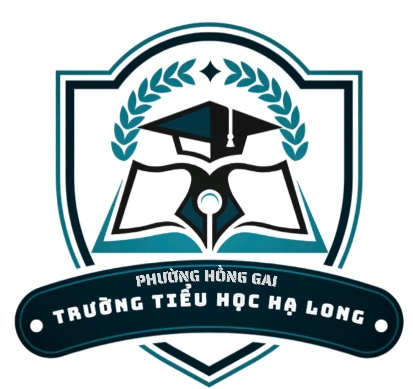 PHƯỜNG HỒNG GAI
TRƯỜNG TIỂU HỌC HẠ LONG